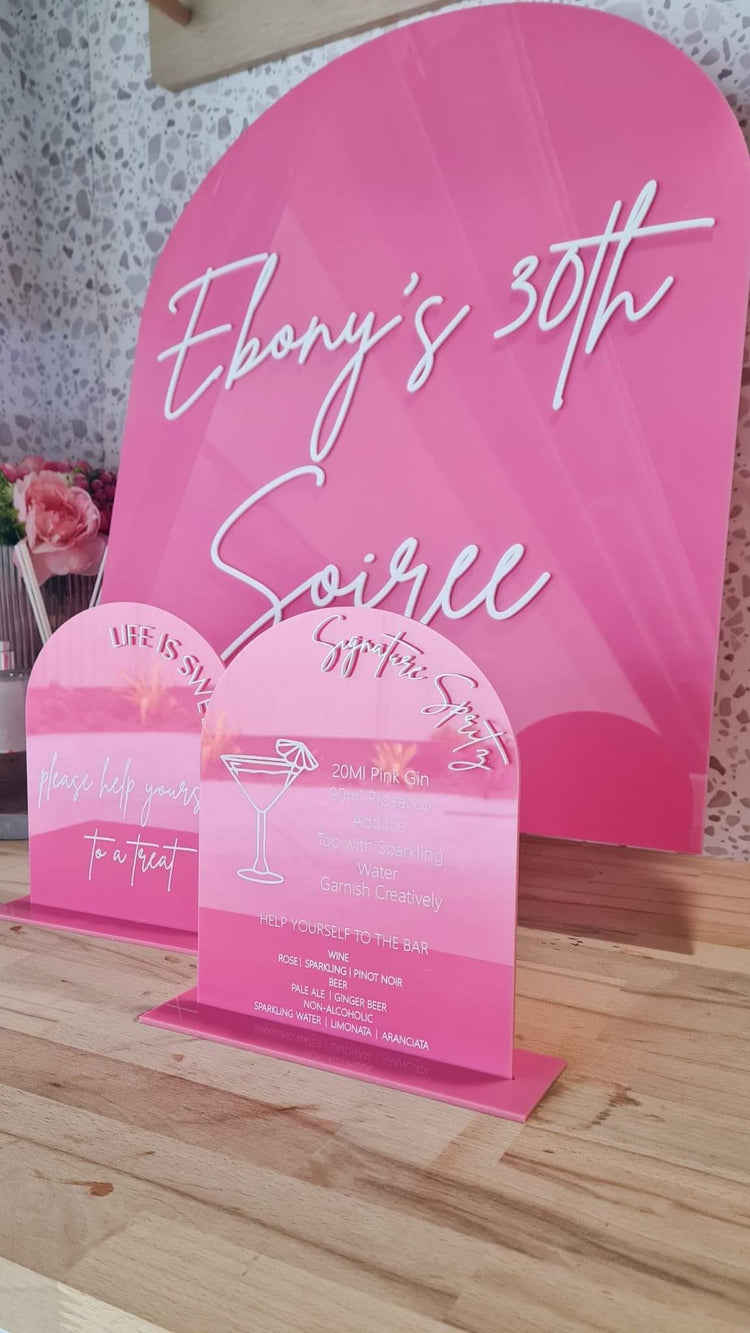 Ebony's 30th
Soiree
LIFE IS
please help
to a treat
Signature Spritz
20Ml Pink Gin
90ml Prosecco
Add Ice
Top with Sparkling
Water
Garnish Creatively
HELP YOURSELF TO THE BAR
WINE
ROSE | SPARKLING | PINOT NOIR
BEER
PALE ALE | GINGER BEER
NON-ALCOHOLIC
SPARKLING WATER | LIMONATA | ARANCIATA